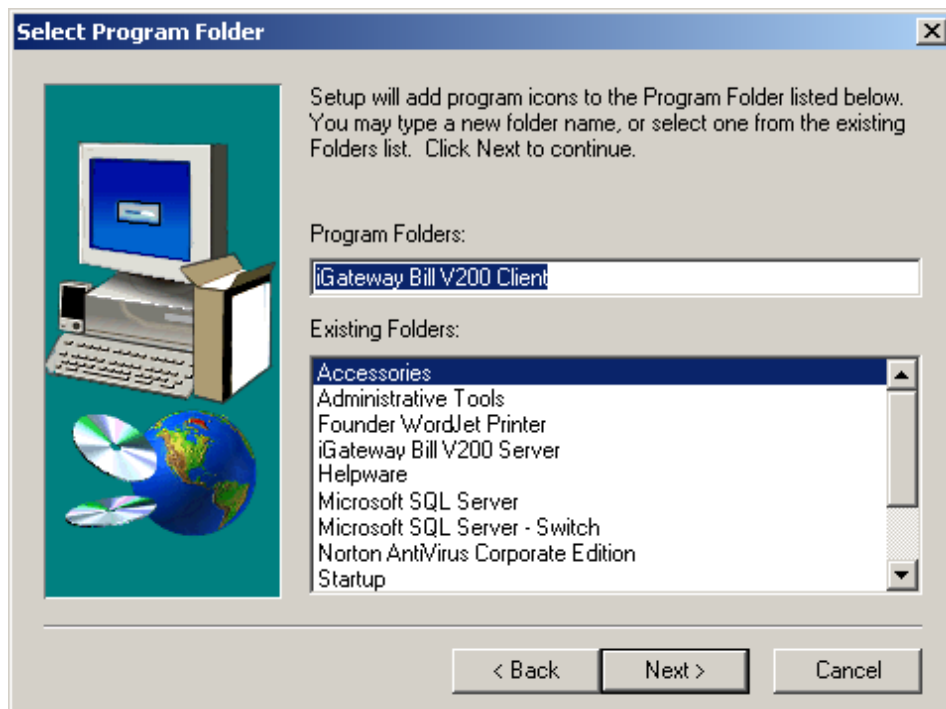 Select Program Folder
Setup will add program icons to the Program Folder listed below.
You may type a new folder name, or select one from the existing
Folders list.  Click Next to continue.
Program Folders:
iGateway Bill V200 Client
Existing Folders:
Accessories
Administrative Tools
Founder WordJet Printer
iGateway Bill V200 Server
Helpware
Microsoft SQL Server
Microsoft SQL Server - Switch
Norton AntiVirus Corporate Edition
Startup
< Back
Next >
Cancel